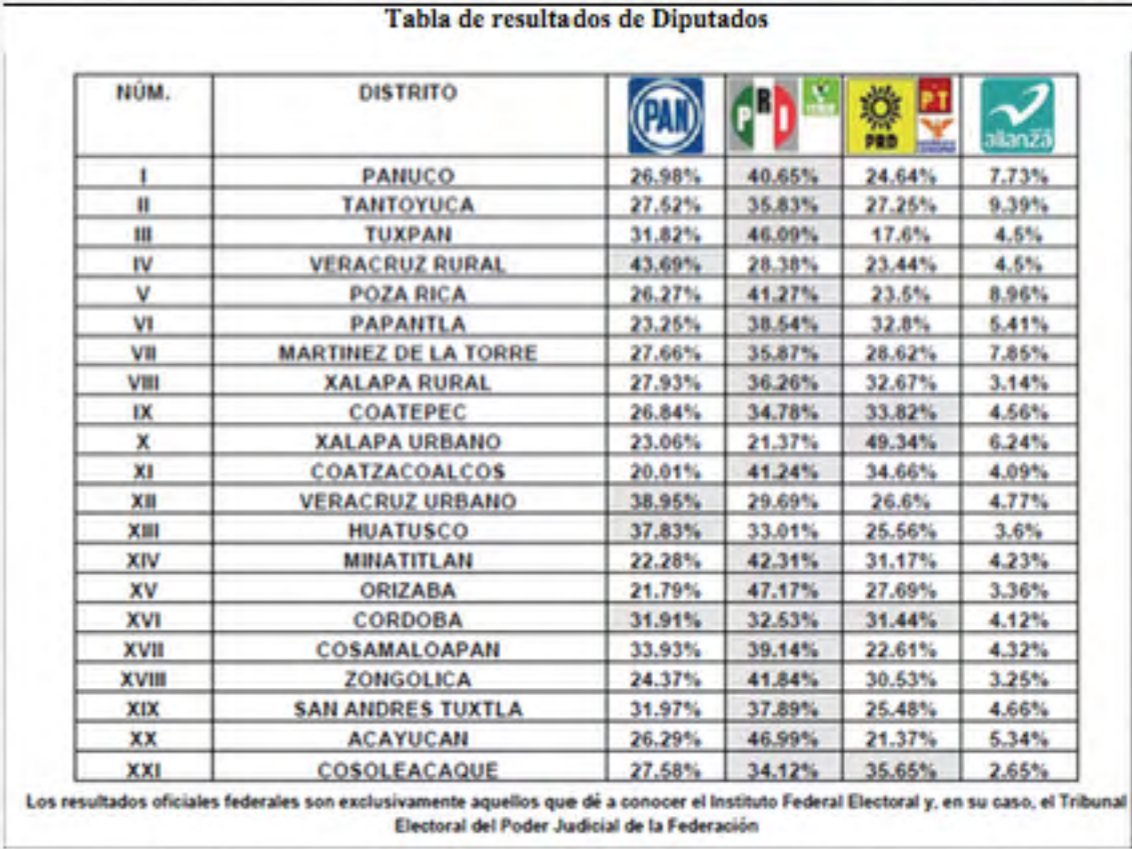 Tabla de resultados de Diputados
NÚM. DISTRITO PAN PRI VERDE PRD PT alianza
I PANUCO 26.98% 40.65% 24.64% 7.73%
II TANTOYUCA 27.52% 35.83% 27.25% 9.39%
III TUXPAN 31.82% 46.09% 17.6% 4.5%
IV VERACRUZ RURAL 43.69% 28.38% 23.44% 4.5%
V POZA RICA 26.27% 41.27% 23.5% 8.96%
VI PAPANTLA 23.25% 38.54% 32.8% 5.41%
VII MARTINEZ DE LA TORRE 27.66% 35.87% 28.62% 7.85%
VIII XALAPA RURAL 27.93% 36.26% 32.67% 3.14%
IX COATEPEC 26.84% 34.78% 33.82% 4.56%
X XALAPA URBANO 23.06% 21.37% 49.34% 6.24%
XI COATZACOALCOS 20.01% 41.24% 34.66% 4.09%
XII VERACRUZ URBANO 38.95% 29.69% 26.6% 4.77%
XIII HUATUSCO 37.83% 33.01% 25.56% 3.6%
XIV MINATITLAN 22.28% 42.31% 31.17% 4.23%
XV ORIZABA 21.79% 47.17% 27.69% 3.36%
XVI CORDOBA 31.91% 32.53% 31.44% 4.12%
XVII COSAMALOAPAN 33.93% 39.14% 22.61% 4.32%
XVIII ZONGOLICA 24.37% 41.84% 30.53% 3.25%
XIX SAN ANDRES TUXTLA 31.97% 37.89% 25.48% 4.66%
XX ACAYUCAN 26.29% 46.99% 21.37% 5.34%
XXI COSOLEACAQUE 27.58% 34.12% 35.65% 2.65%
Los resultados oficiales federales son exclusivamente aquellos que dé a conocer el Instituto Federal Electoral y, en su caso, el Tribunal
Electoral del Poder Judicial de la Federación